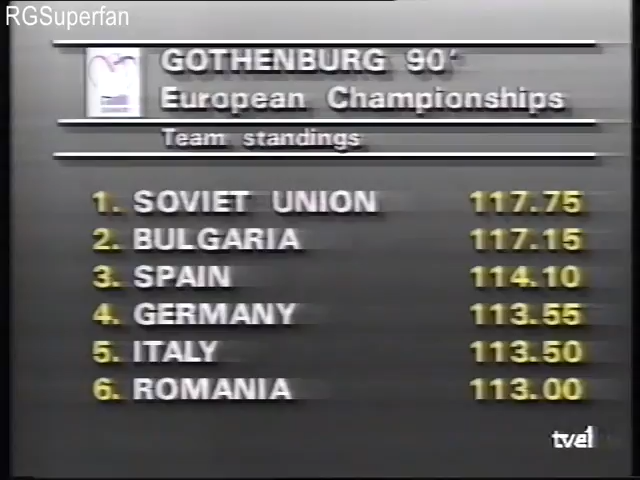 RGSuperfan
GOTHENBURG 90'
European Championships
Team standings
1. SOVIET UNION 117.75
2. BULGARIA 117.15
3. SPAIN 114.10
4. GERMANY 113.55
5. ITALY 113.50
6. ROMANIA 113.00
tve1